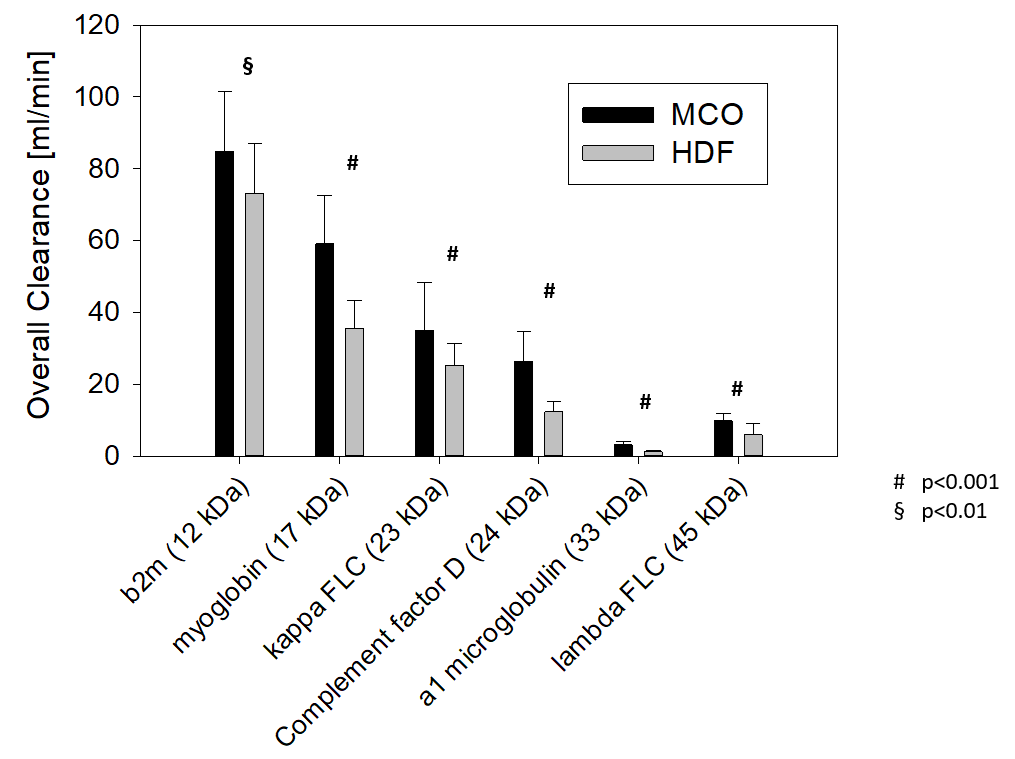 120
100
80
60
40
20
0
Overall Clearance [ml/min]
§
#
#
#
#
#
MCO
HDF
b2m (12 kDa)
myoglobin (17 kDa)
kappa FLC (23 kDa)
Complement factor D (24 kDa)
a1 microglobulin (33 kDa)
lambda FLC (45 kDa)
# p<0.001
§ p<0.01